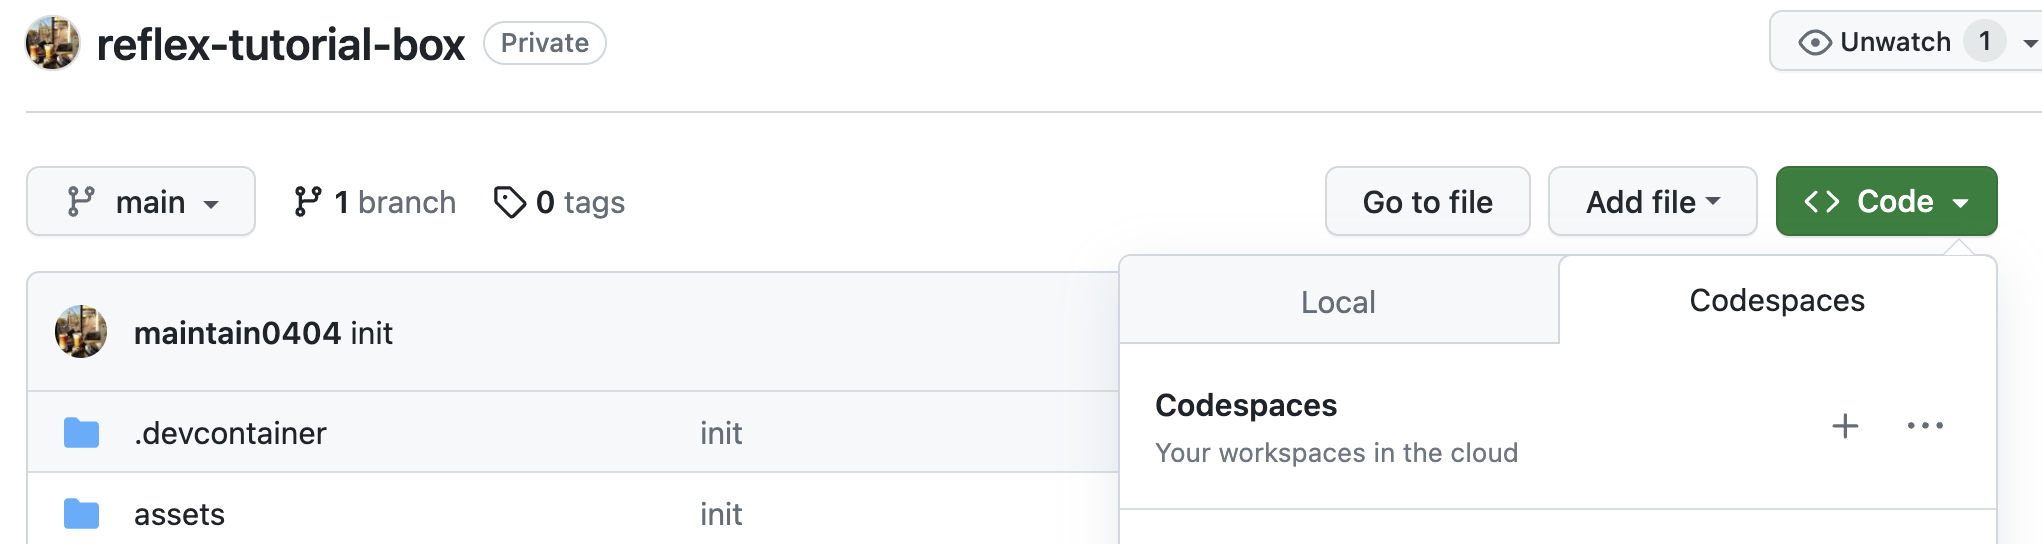 reflex-tutorial-box Private
Unwatch 1
main 1 branch 0 tags
Go to file Add file <> Code
Local Codespaces
maintain0404 init
Codespaces
Your workspaces in the cloud
.devcontainer init
assets init